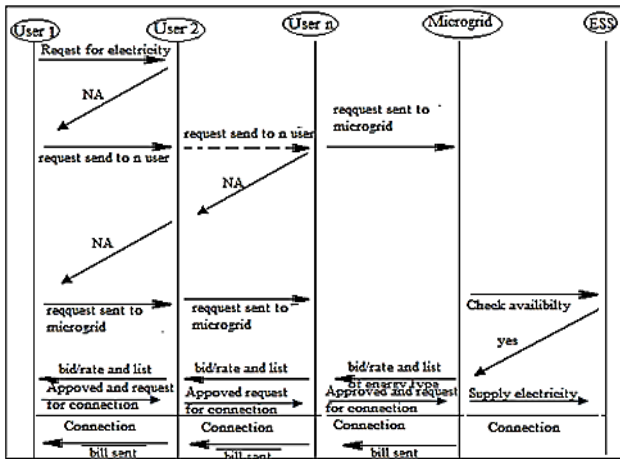 User 1 User 2 User n Microgrid ESS
Reqest for electricity
NA
reqquest sent to
microgrid
request send to n user
request send to n user
NA
NA
reqquest sent to
microgrid
reqquest sent to
microgrid
Check availibilty
yes
bid/rate and list
bid/rate and list
bid/rate and list
of energy type
Appoved and request
for connection
Appoved request
for connection
Approved and request
for connection
Supply electricity
Connection Connection Connection Connection
bill sent bill sent bill sent